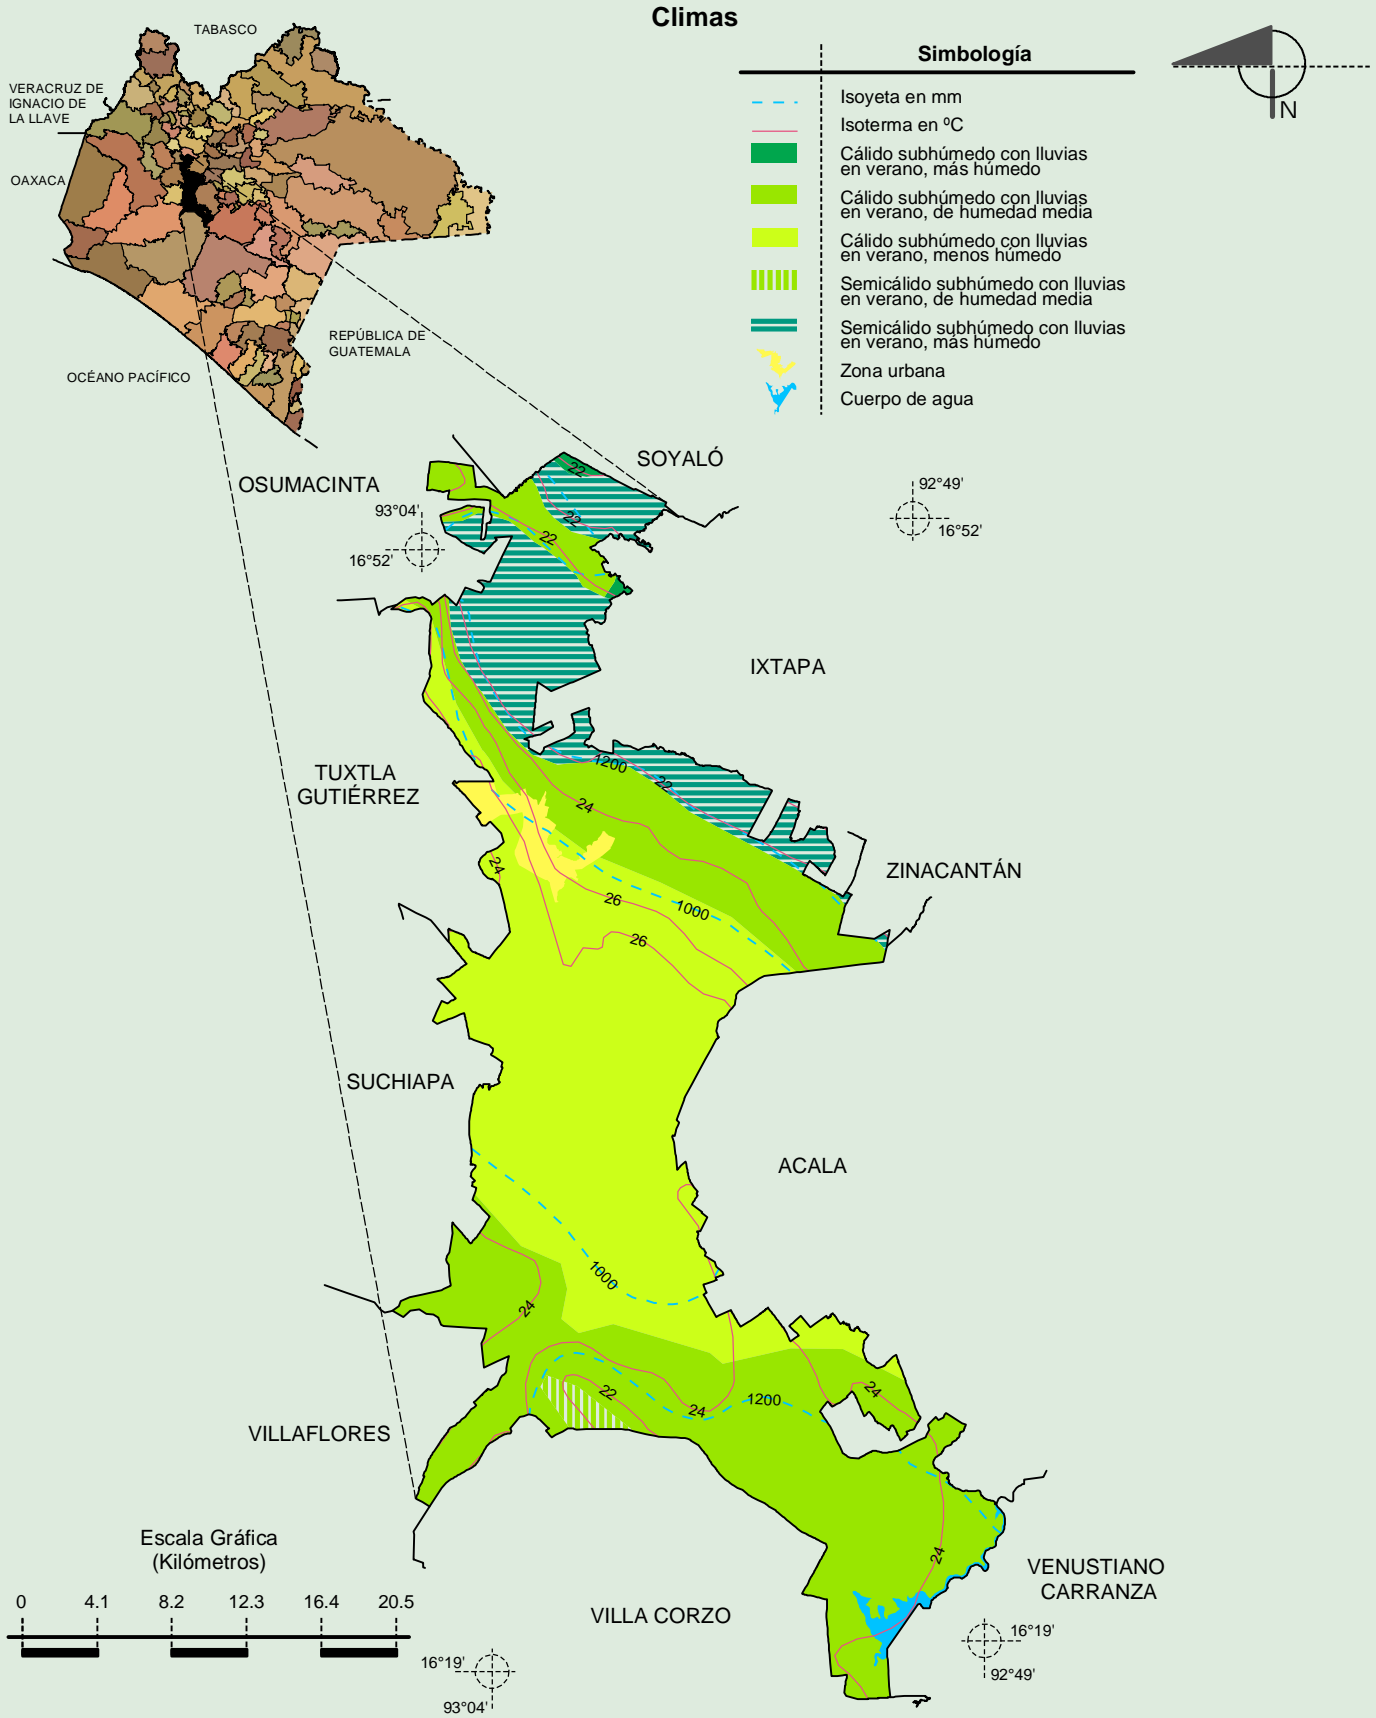 Climas
TABASCO
VERACRUZ DE
IGNACIO DE
LA LLAVE
OAXACA
REPÚBLICA DE
GUATEMALA
OCÉANO PACÍFICO
Simbología
Isoyeta en mm
Isoterma en ºC
Cálido subhúmedo con lluvias
en verano, más húmedo
Cálido subhúmedo con lluvias
en verano, de humedad media
Cálido subhúmedo con lluvias
en verano, menos húmedo
Semicálido subhúmedo con lluvias
en verano, de humedad media
Semicálido subhúmedo con lluvias
en verano, más húmedo
Zona urbana
Cuerpo de agua
N
SOYALÓ
OSUMACINTA
93°04'
16°52'
92°49'
16°52'
22
22
22
IXTAPA
TUXTLA
GUTIÉRREZ
1200
22
24
24
ZINACANTÁN
26
1000
26
SUCHIAPA
ACALA
1000
24
22
24
1200
24
VILLAFLORES
24
VENUSTIANO
CARRANZA
VILLA CORZO
16°19'
92°49'
16°19'
93°04'
Escala Gráfica
(Kilómetros)
0 4.1 8.2 12.3 16.4 20.5